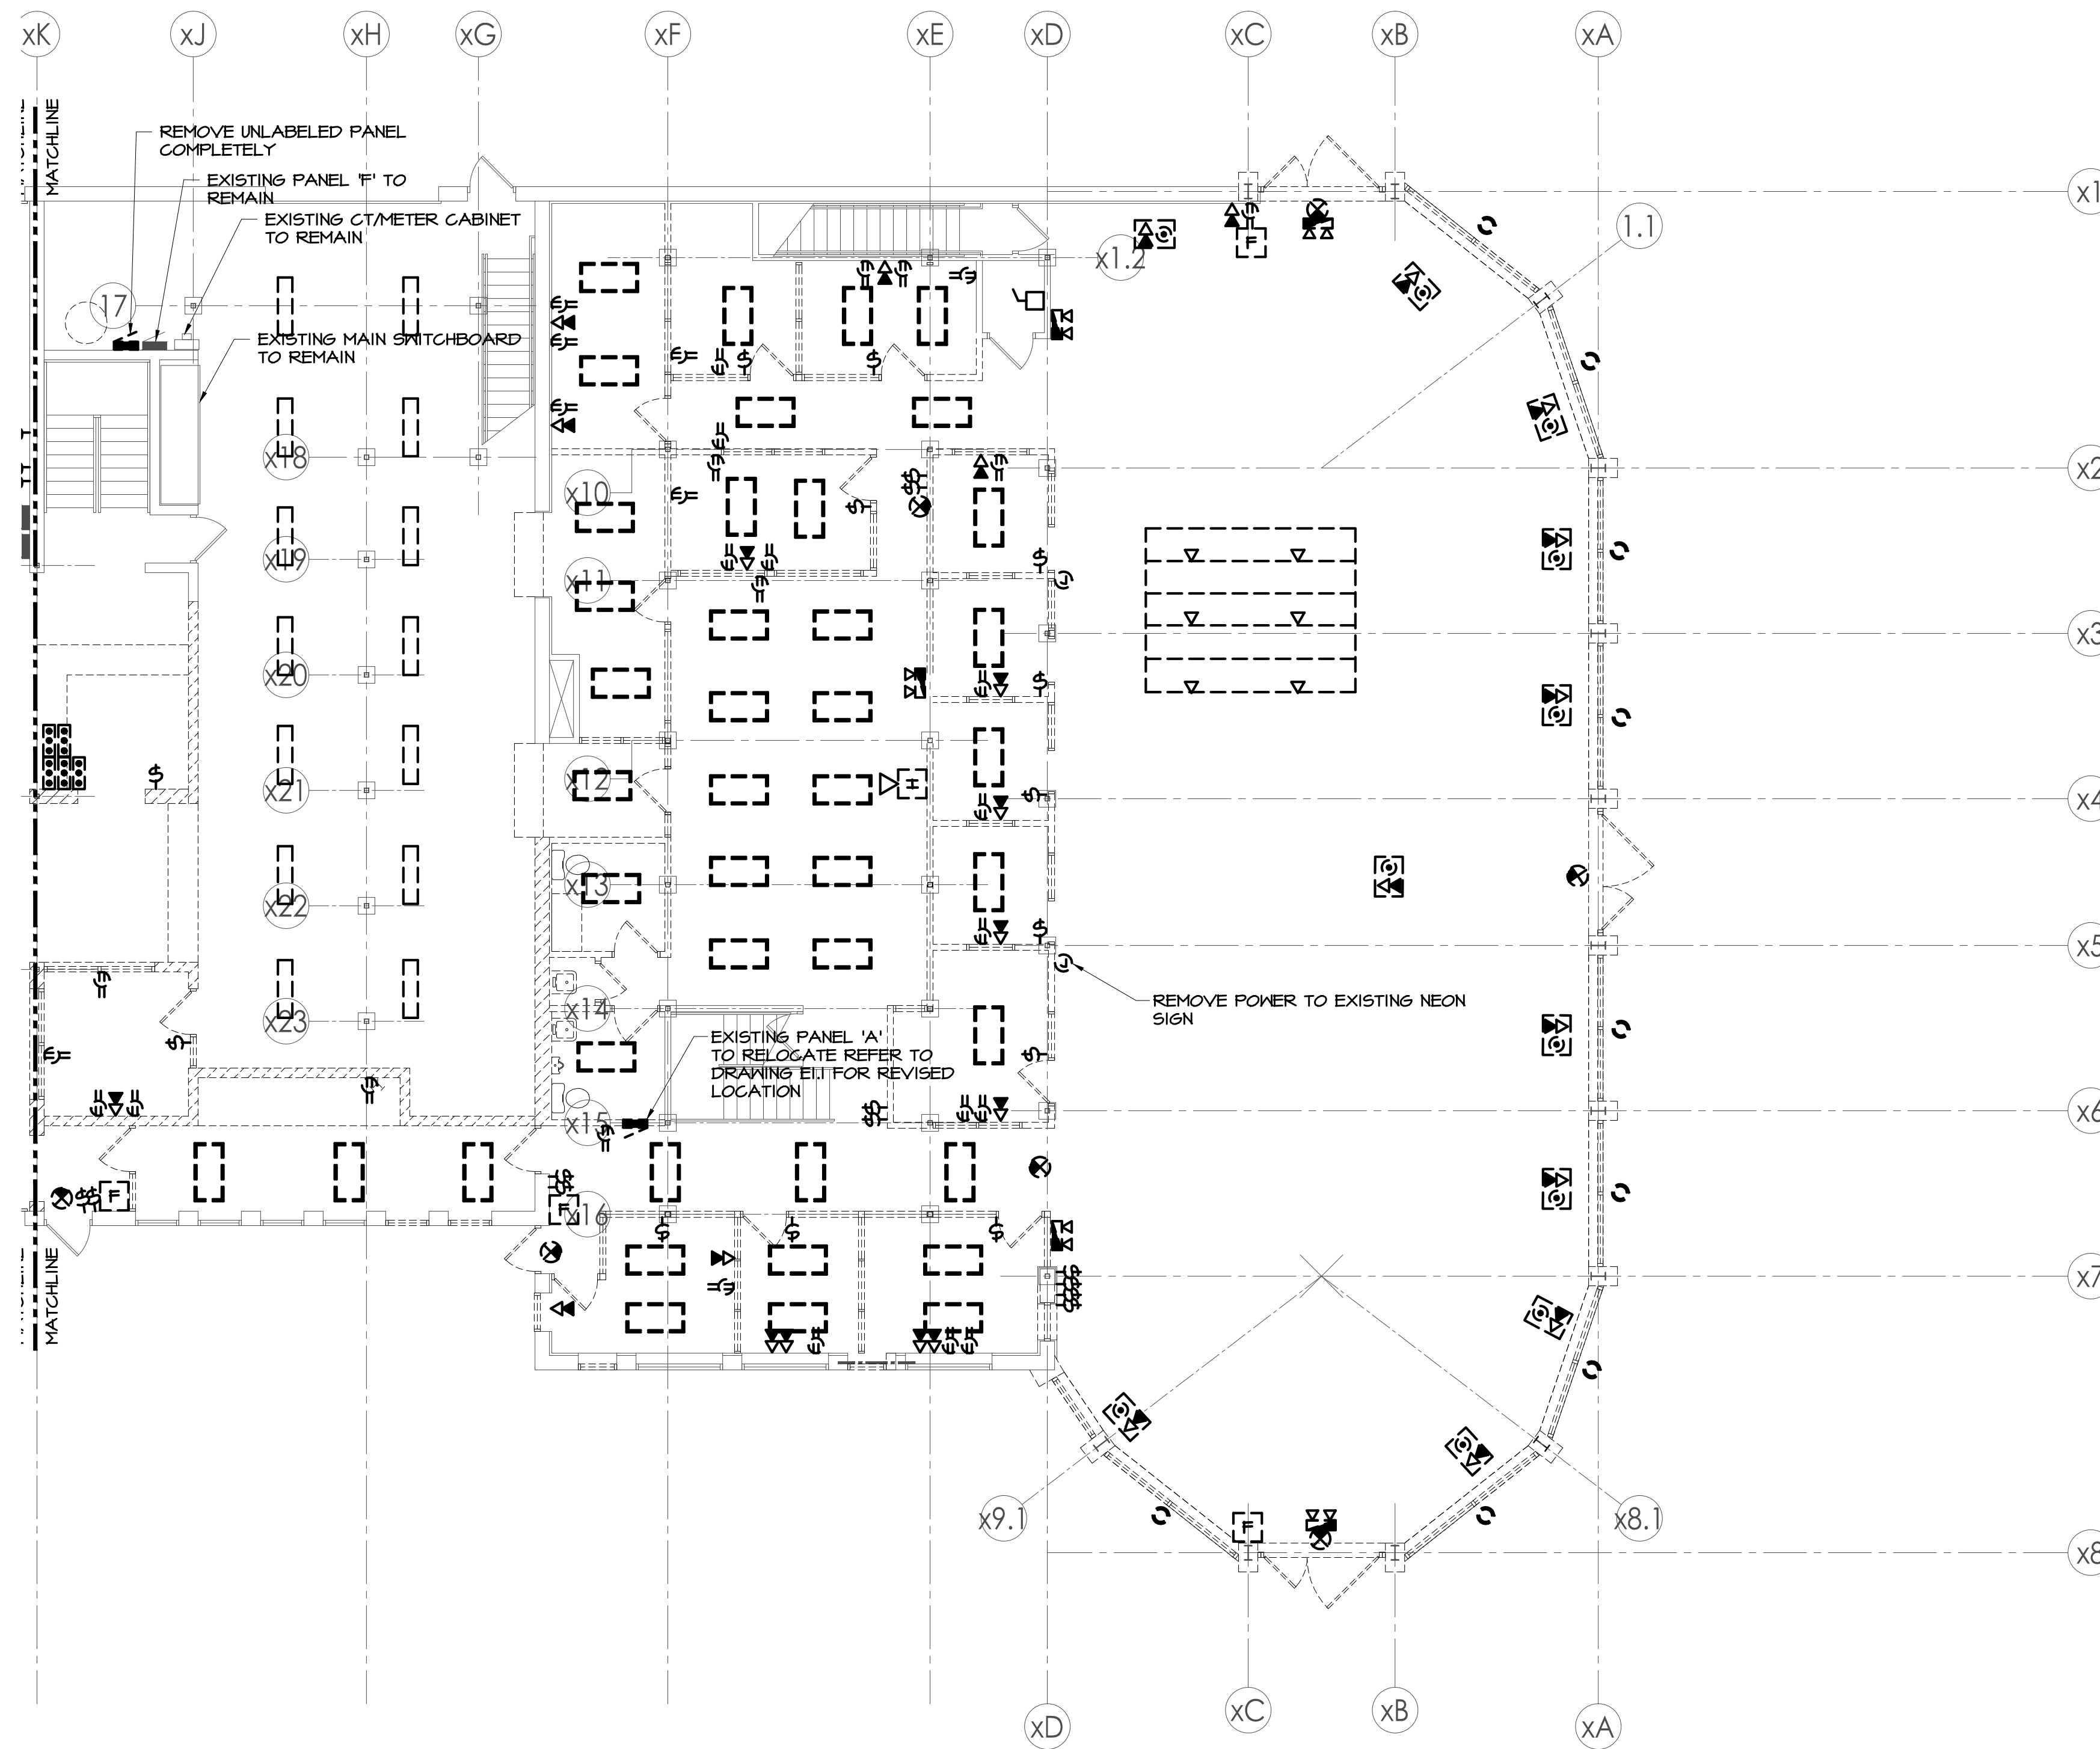 xK
xJ
xH
xG
xF
xE
xD
xC
xB
xA
MATCHLINE
REMOVE UNLABELED PANEL
COMPLETELY
EXISTING PANEL 'F' TO
REMAIN
EXISTING CT/METER CABINET
TO REMAIN
EXISTING MAIN SWITCHBOARD
TO REMAIN
x1
1.1
x1.2
17
F
x18
x2
x10
x19
x11
x3
x20
x12
H
x21
x4
x13
x22
x5
x14
x23
REMOVE POWER TO EXISTING NEON
SIGN
EXISTING PANEL 'A'
TO RELOCATE REFER TO
DRAWING E1.1 FOR REVISED
LOCATION
x15
x6
F
F
x16
x7
MATCHLINE
x9.1
F
x8.1
x8
xD
xC
xB
xA